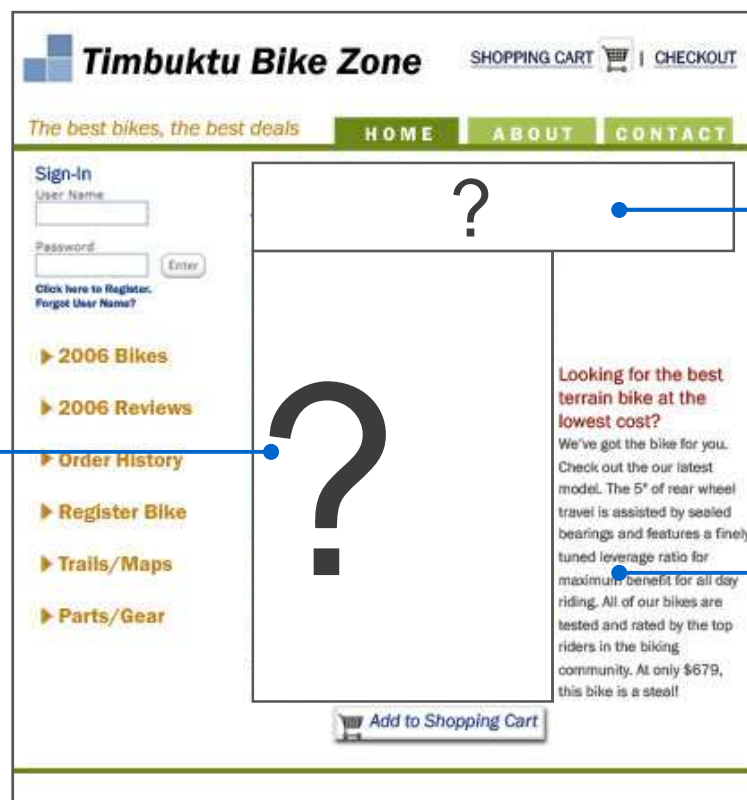 Timbuktu Bike Zone
SHOPPING CART | CHECKOUT
The best bikes, the best deals
HOME ABOUT CONTACT
Sign-In
User Name
Password
Enter
Click here to Register.
Forgot User Name?
2006 Bikes
2006 Reviews
Order History
Register Bike
Trails/Maps
Parts/Gear
?
?
Looking for the best
terrain bike at the
lowest cost?
We've got the bike for you.
Check out the our latest
model. The 5" of rear wheel
travel is assisted by sealed
bearings and features a finely
tuned leverage ratio for
maximum benefit for all day
riding. All of our bikes are
tested and rated by the top
riders in the biking
community. At only $679,
this bike is a steal!
Add to Shopping Cart